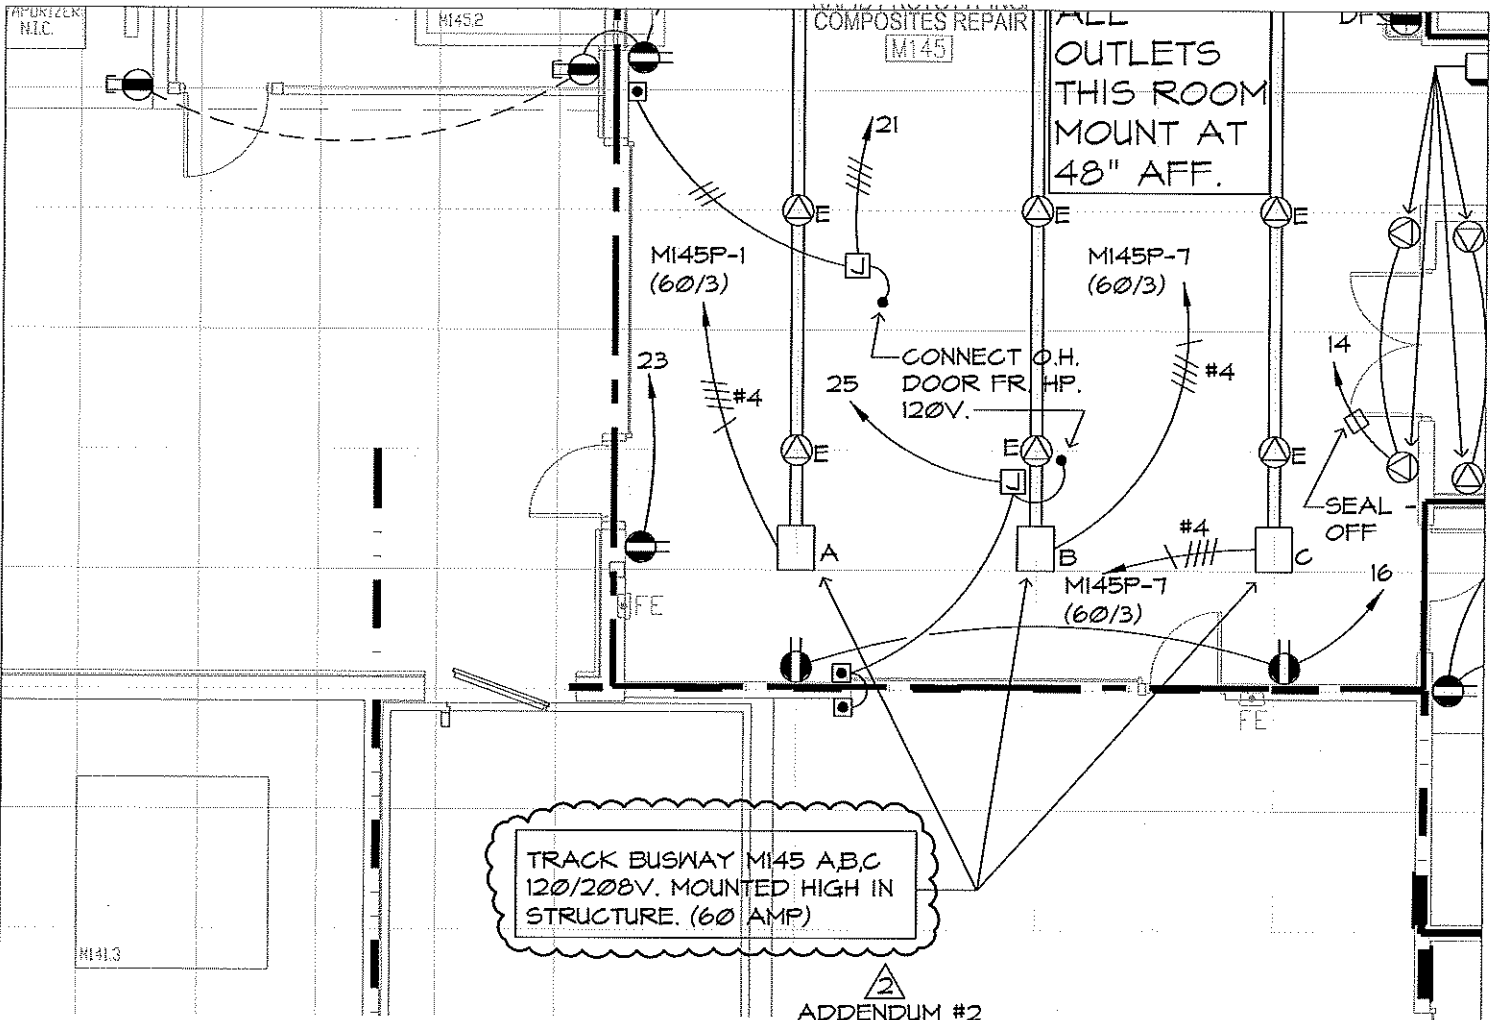 VAPORIZER
N.I.C.
M145.2
RAPID PROTOTYPING/
COMPOSITES REPAIR
M145
ALL
OUTLETS
THIS ROOM
MOUNT AT
48" AFF.
21
E
E
E
M145P-1
(60/3)
M145P-7
(60/3)
23
#4
25
CONNECT O.H.
DOOR FR. HP.
120V.
#4
14
E
E
E
J
J
SEAL -
OFF
A
B
C
#4
M145P-7
(60/3)
16
FE
FE
TRACK BUSWAY M145 A,B,C
120/208V. MOUNTED HIGH IN
STRUCTURE. (60 AMP)
M141.3
2
ADDENDUM #2